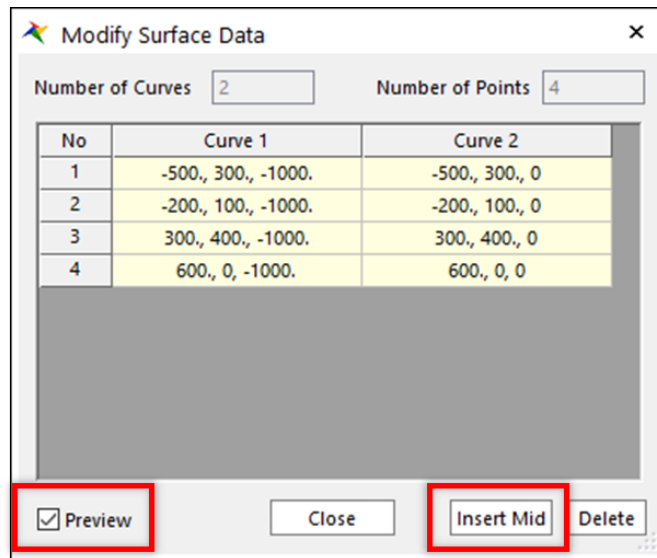 Modify Surface Data
Number of Curves 2 Number of Points 4
No Curve 1 Curve 2
1 -500., 300., -1000. -500., 300., 0
2 -200., 100., -1000. -200., 100., 0
3 300., 400., -1000. 300., 400., 0
4 600., 0, -1000. 600., 0, 0
Preview Close Insert Mid Delete